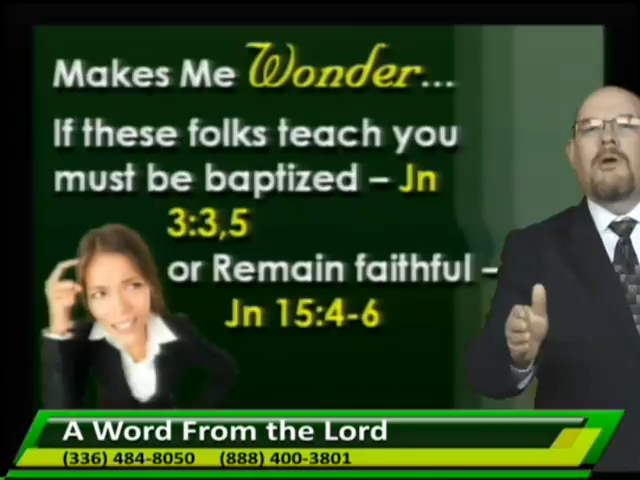 Makes Me Wonder...
If these folks teach you
must be baptized – Jn
3:3,5
or Remain faithful –
Jn 15:4-6
A Word From the Lord
(336) 484-8050 (888) 400-3801